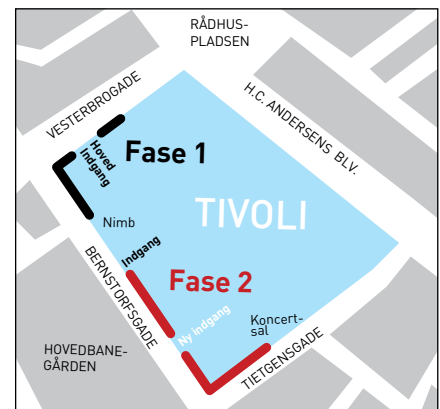 RÅDHUS-
PLADSEN
VESTERBROGADE
H.C. ANDERSENS BLV.
Hoved
Indgang
Fase 1
TIVOLI
Nimb
Indgang
BERNSTORFSGADE
Fase 2
Ny indgang
Koncert-
sal
HOVEDBANE-
GÅRDEN
TIETGENSGADE